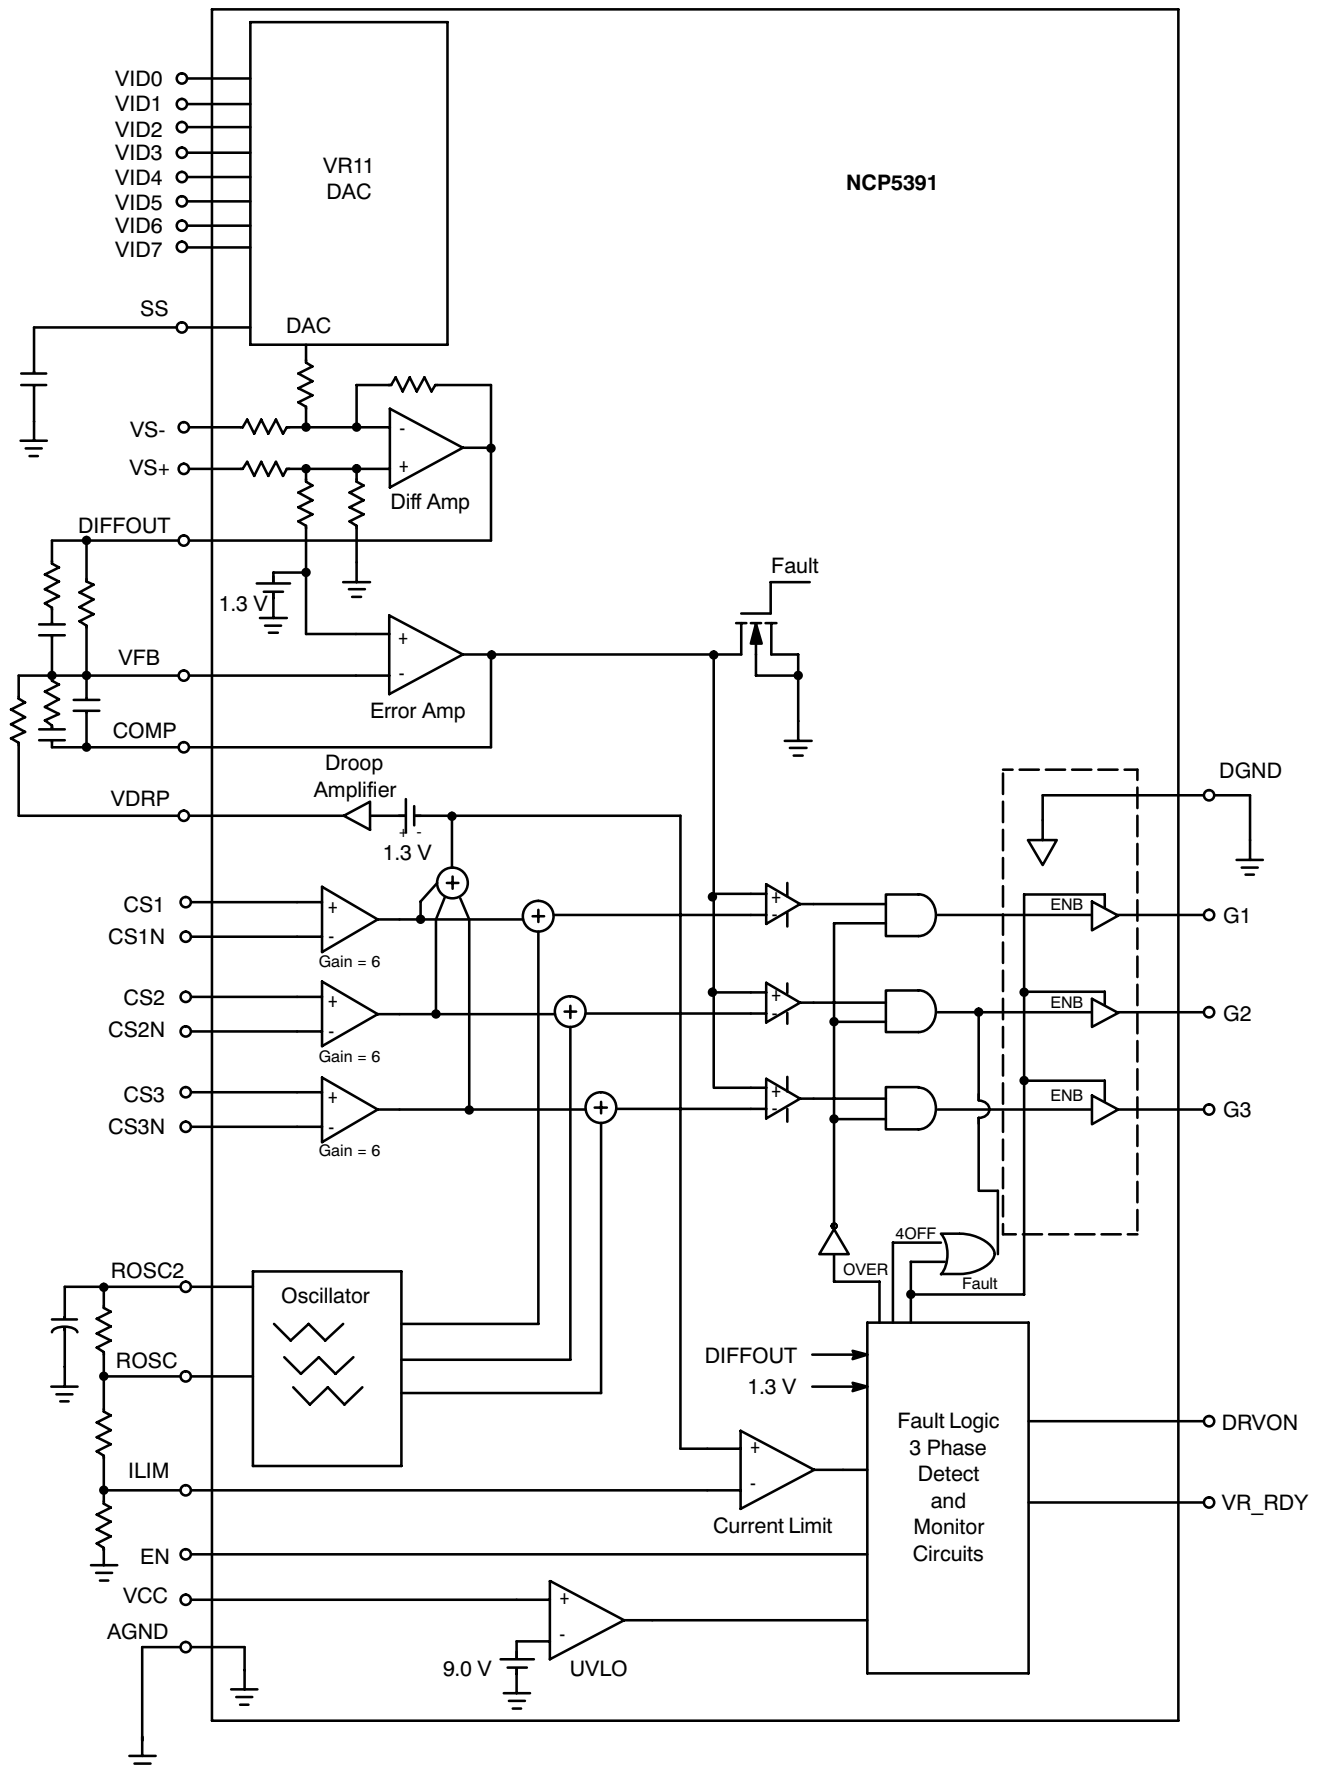 VID0
VID1
VID2
VID3
VID4
VID5
VID6
VID7
VR11
DAC
NCP5391
SS
DAC
VS-
VS+
-
+
Diff Amp
DIFFOUT
1.3 V
Fault
VFB
+
-
Error Amp
COMP
Droop
Amplifier
VDRP
+ -
1.3 V
DGND
+
CS1
CS1N
+
-
Gain = 6
+
+
-
ENB
G1
CS2
CS2N
+
-
Gain = 6
+
+
-
ENB
G2
CS3
CS3N
+
-
Gain = 6
+
+
-
ENB
G3
4OFF
OVER
Fault
ROSC2
Oscillator
ROSC
DIFFOUT
1.3 V
Fault Logic
3 Phase
Detect
and
Monitor
Circuits
DRVON
VR_RDY
ILIM
+
-
Current Limit
EN
VCC
+
-
AGND
9.0 V
UVLO